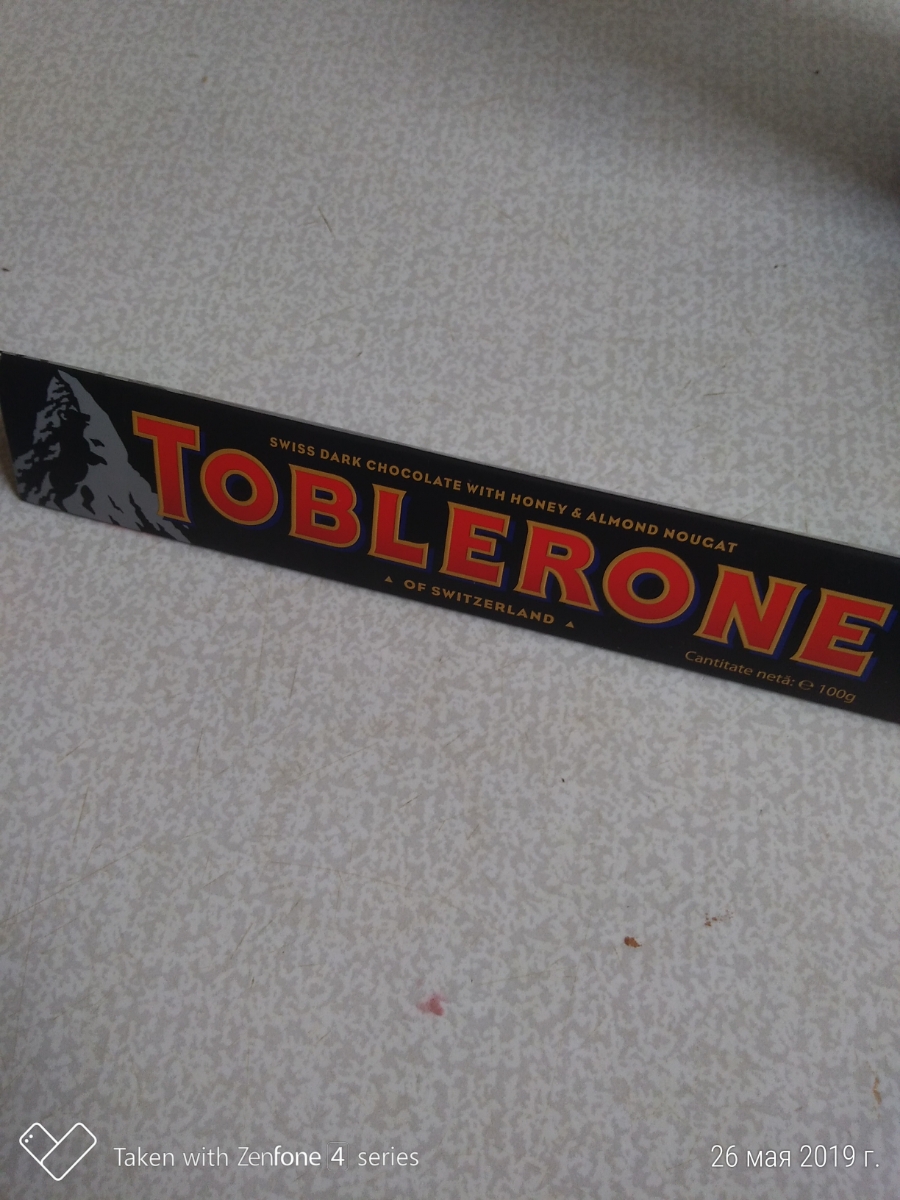 SWISS DARK CHOCOLATE WITH HONEY & ALMOND NOUGAT
TOBLERONE
▲ OF SWITZERLAND ▲
Cantitate netă: ℮ 100g
Taken with Zenfone 4 series
26 мая 2019 г.